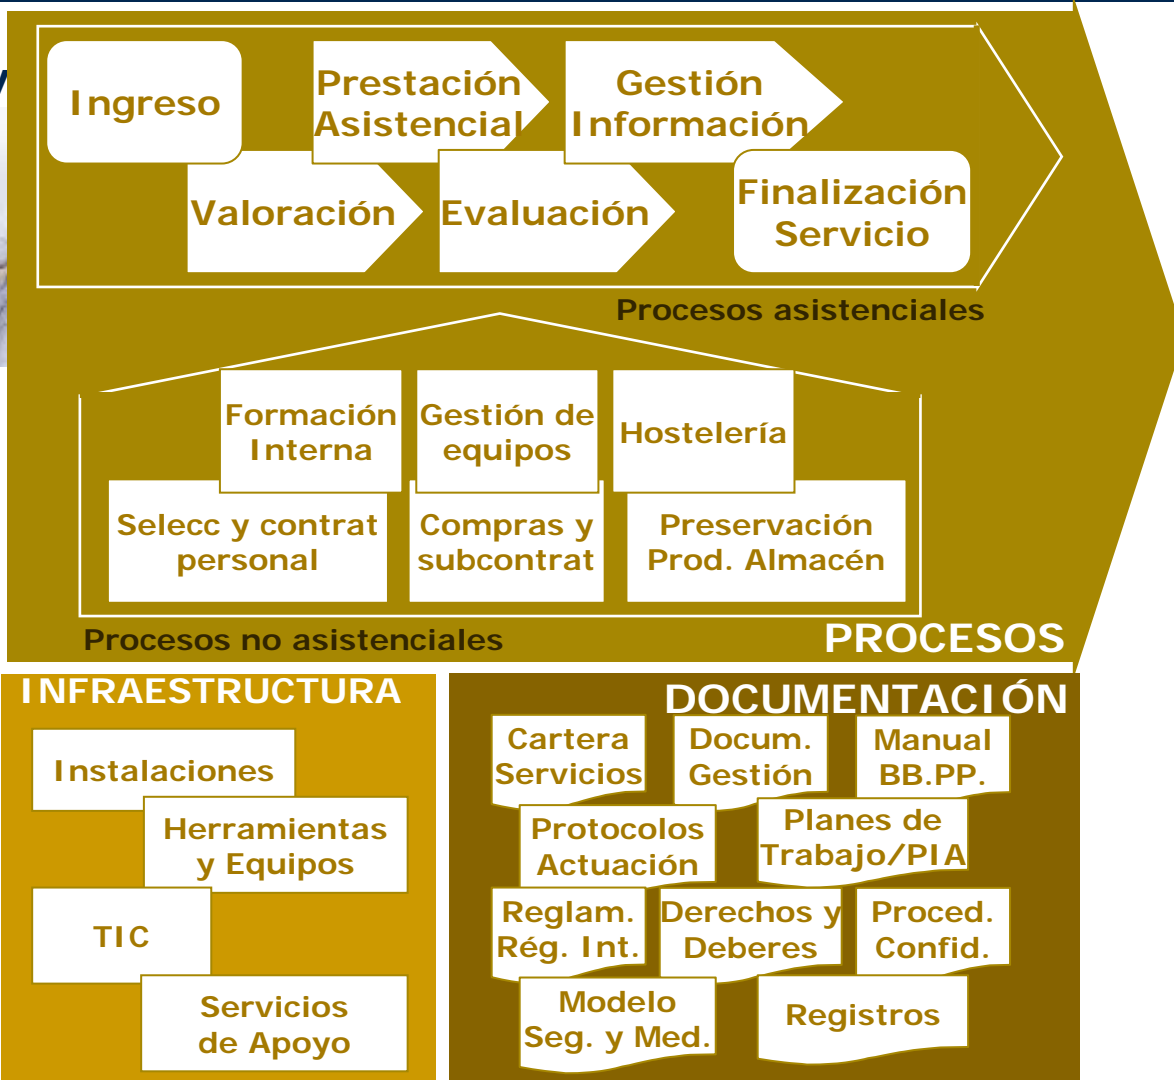 Ingreso
Prestación
Asistencial
Gestión
Información
Valoración
Evaluación
Finalización
Servicio
Procesos asistenciales
Formación
Interna
Gestión de
equipos
Hostelería
Selecc y contrat
personal
Compras y
subcontrat
Preservación
Prod. Almacén
Procesos no asistenciales
PROCESOS
INFRAESTRUCTURA
Instalaciones
Herramientas
y Equipos
TIC
Servicios
de Apoyo
DOCUMENTACIÓN
Cartera
Servicios
Docum.
Gestión
Manual
BB.PP.
Protocolos
Actuación
Planes de
Trabajo/PIA
Reglam.
Rég. Int.
Derechos y
Deberes
Proced.
Confid.
Modelo
Seg. y Med.
Registros